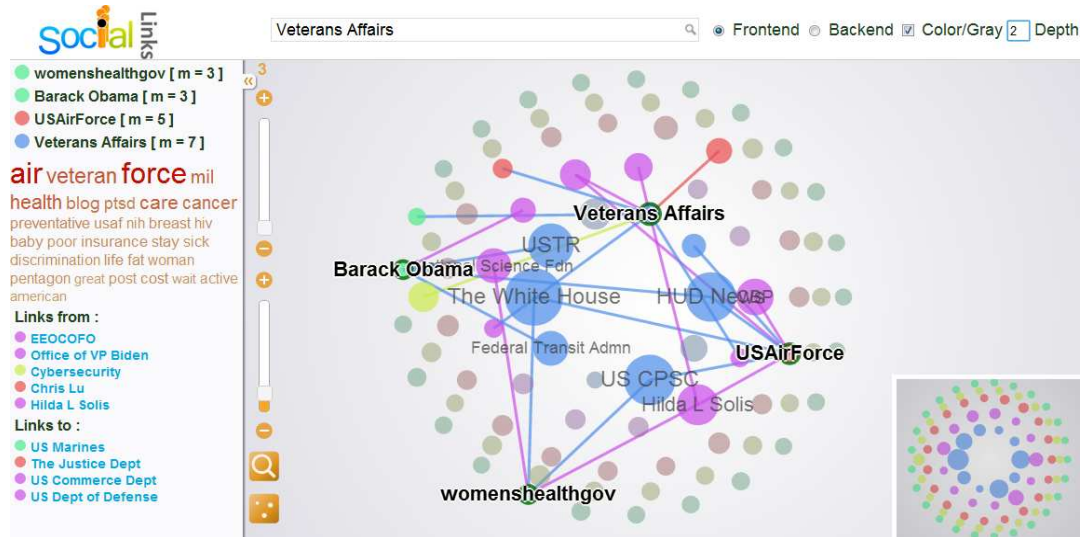 social Links
Veterans Affairs
Frontend Backend Color/Gray 2 Depth
womenshealthgov [ m = 3 ]
Barack Obama [ m = 3 ]
USAirForce [ m = 5 ]
Veterans Affairs [ m = 7 ]
«
3
air veteran force mil
health blog ptsd care cancer
preventative usaf nih breast hiv
baby poor insurance stay sick
discrimination life fat woman
pentagon great post cost wait active
american
Links from :
EEOCOFO
Office of VP Biden
Cybersecurity
Chris Lu
Hilda L Solis
Links to :
US Marines
The Justice Dept
US Commerce Dept
US Dept of Defense
Veterans Affairs
USTR
Barack Obama
Science Fdn
The White House
HUD News
CBP
Federal Transit Admn
USAirForce
US CPSC
Hilda L Solis
womenshealthgov